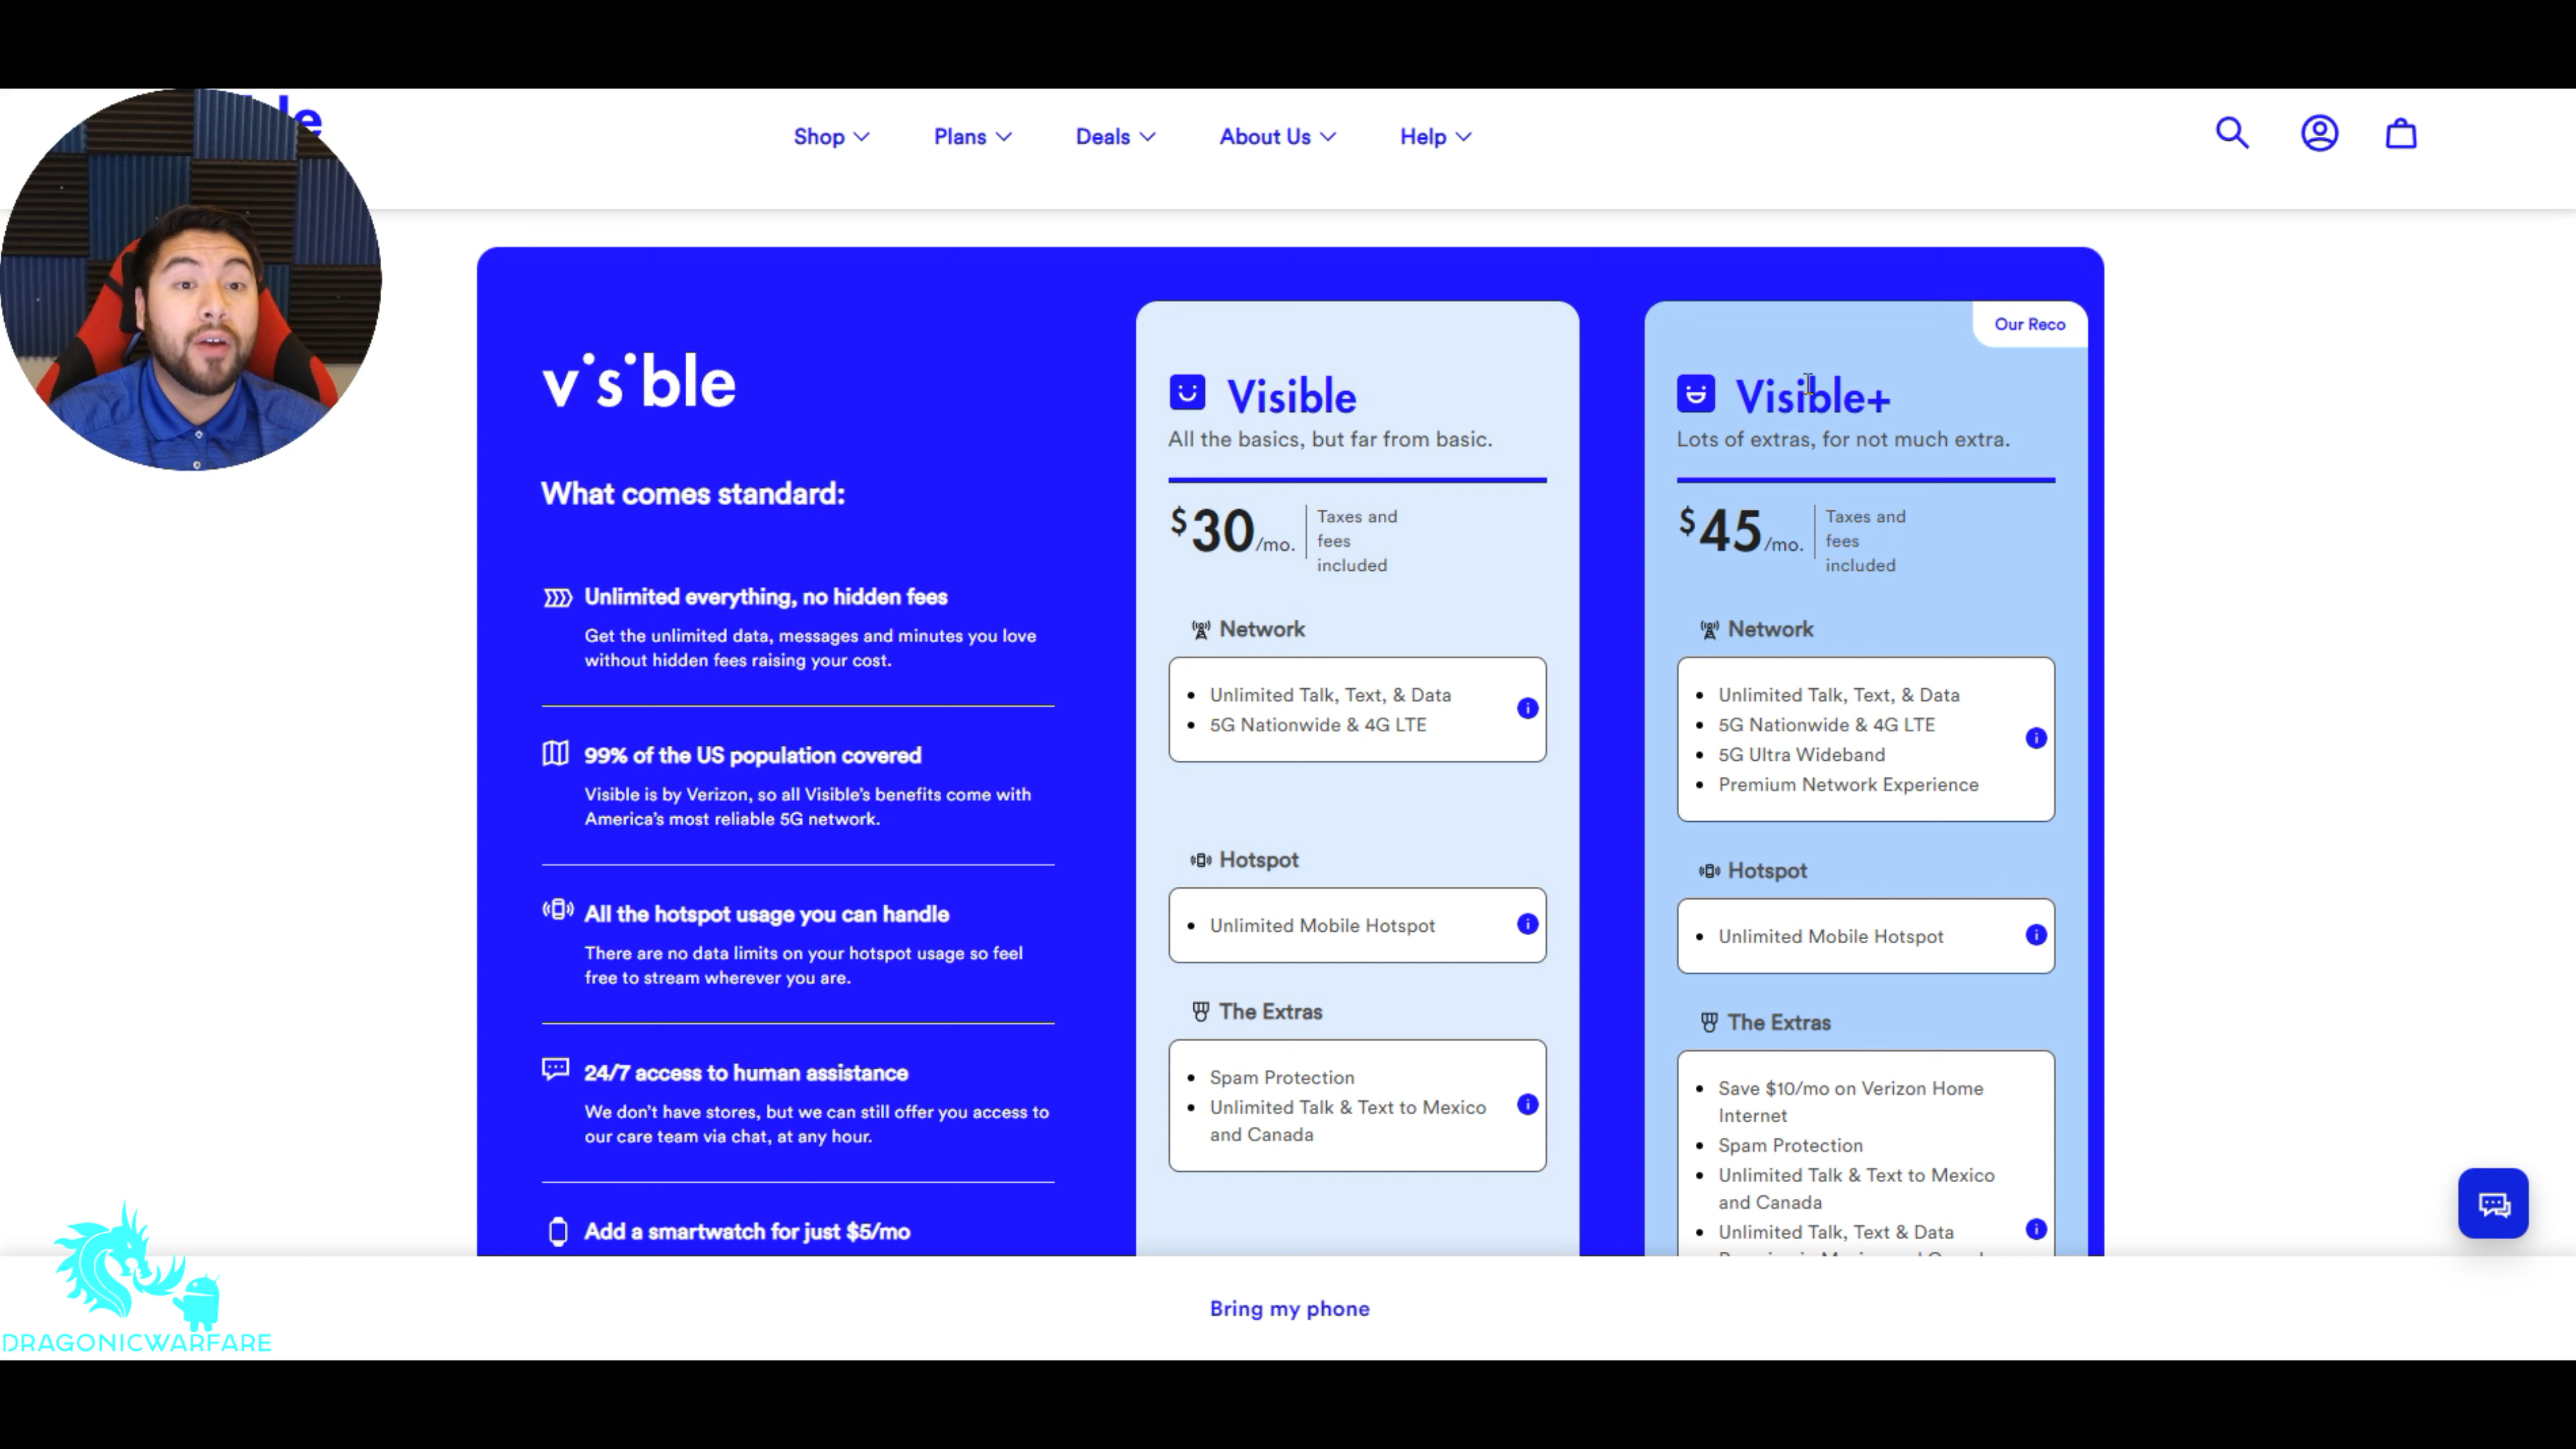 le
Shop
Plans
Deals
About Us
Help
visible
What comes standard:
Unlimited everything, no hidden fees
Get the unlimited data, messages and minutes you love
without hidden fees raising your cost.
99% of the US population covered
Visible is by Verizon, so all Visible's benefits come with
America's most reliable 5G network.
All the hotspot usage you can handle
There are no data limits on your hotspot usage so feel
free to stream wherever you are.
24/7 access to human assistance
We don't have stores, but we can still offer you access to
our care team via chat, at any hour.
Add a smartwatch for just $5/mo
Visible
All the basics, but far from basic.
$30/mo.
Taxes and
fees
included
Network
• Unlimited Talk, Text, & Data
• 5G Nationwide & 4G LTE
Hotspot
• Unlimited Mobile Hotspot
The Extras
• Spam Protection
• Unlimited Talk & Text to Mexico
and Canada
Our Reco
Visible+
Lots of extras, for not much extra.
$45/mo.
Taxes and
fees
included
Network
• Unlimited Talk, Text, & Data
• 5G Nationwide & 4G LTE
• 5G Ultra Wideband
• Premium Network Experience
Hotspot
• Unlimited Mobile Hotspot
The Extras
• Save $10/mo on Verizon Home
Internet
• Spam Protection
• Unlimited Talk & Text to Mexico
and Canada
• Unlimited Talk, Text & Data
Bring my phone
DRAGONICWARFARE